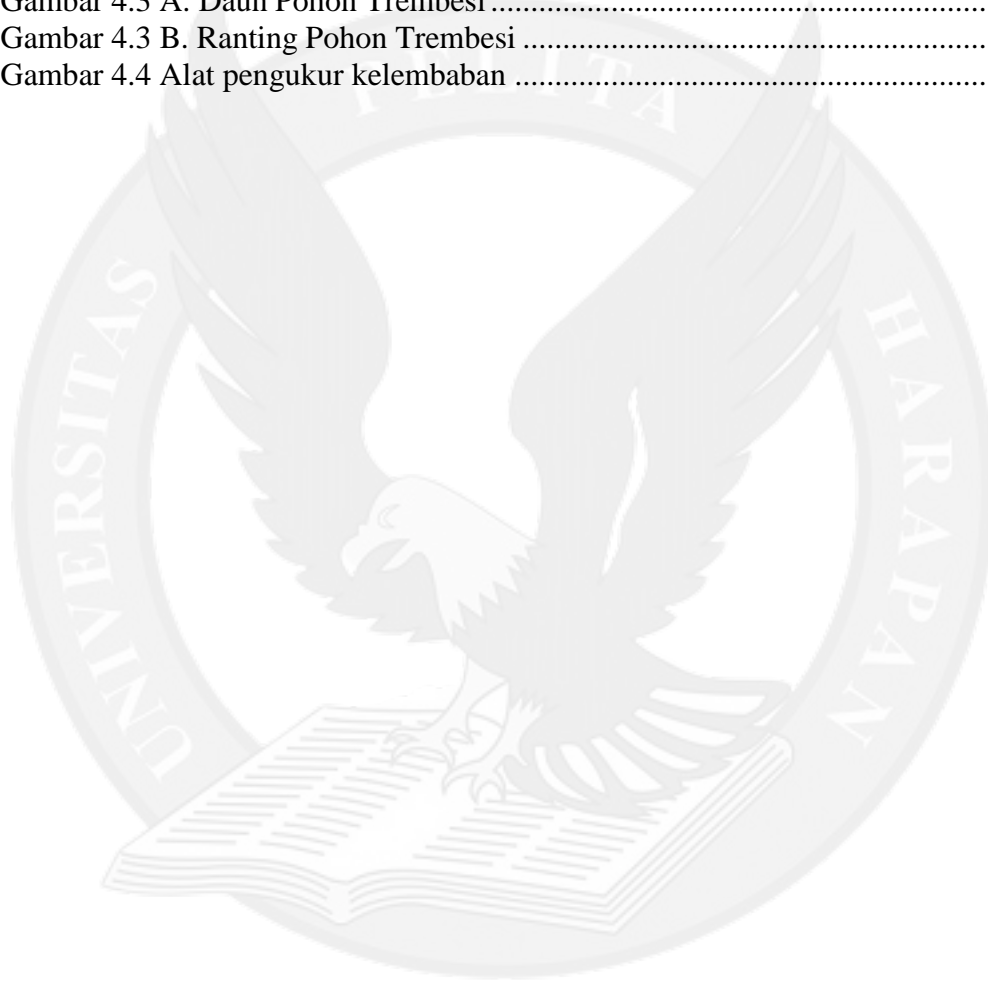 Gambar 4.3 A. Daun Pohon Trembesi ................................................................
Gambar 4.3 B. Ranting Pohon Trembesi ............................................................
Gambar 4.4 Alat pengukur kelembaban .............................................................
UNIVERSITAS PELITA HARAPAN